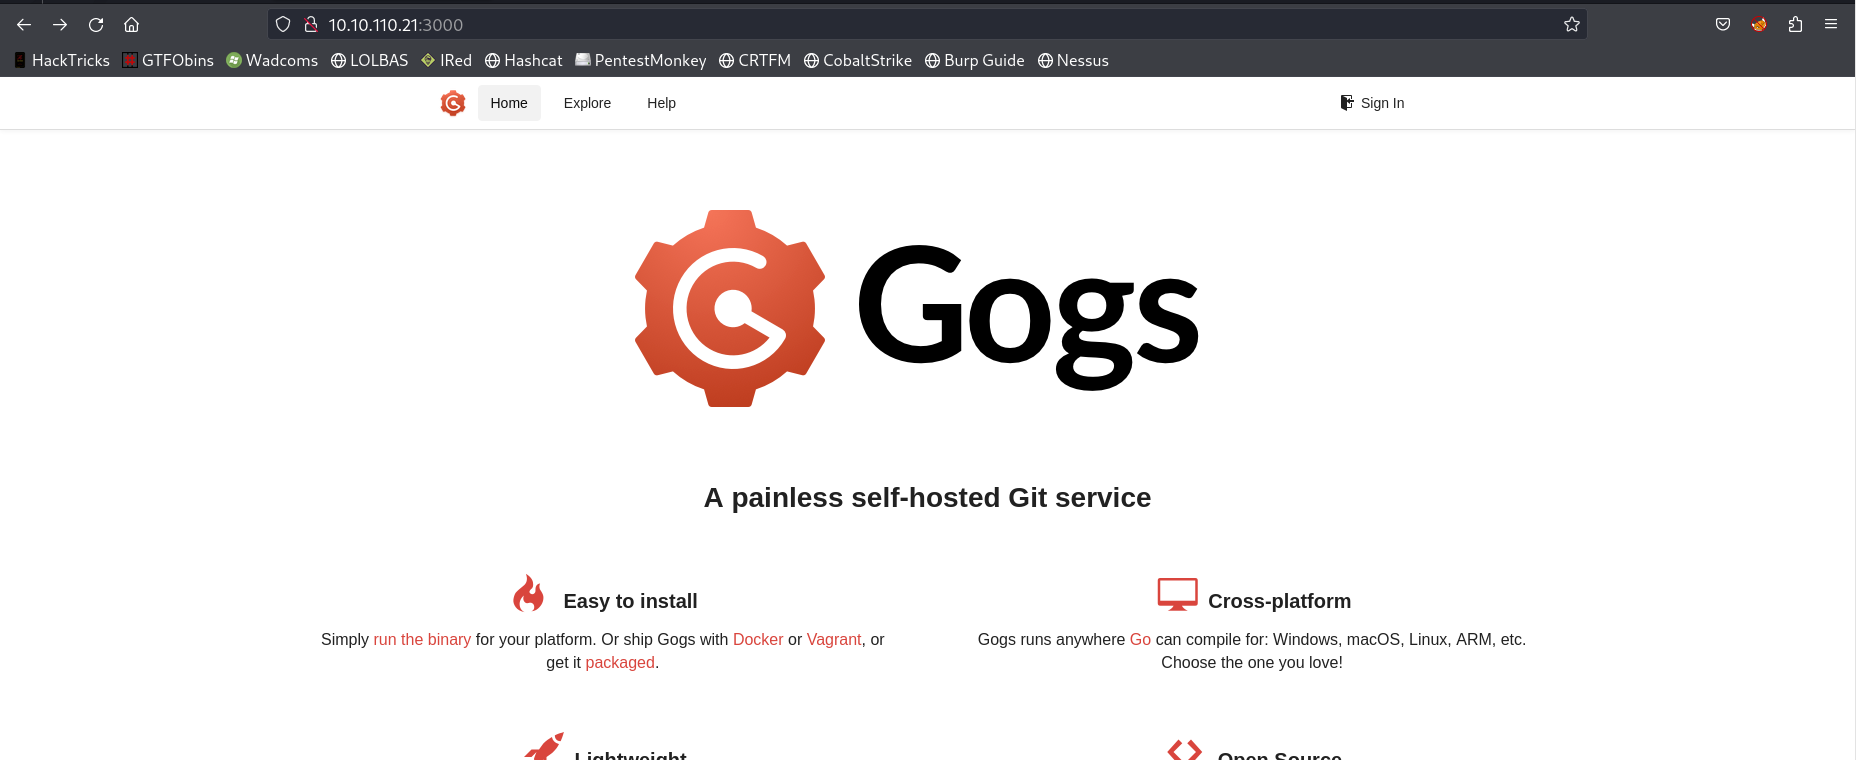 10.10.110.21:3000
HackTricks GTFObins Wadcoms LOLBAS IRed Hashcat PentestMonkey CRTFM CobaltStrike Burp Guide Nessus
Home Explore Help Sign In
Gogs
A painless self-hosted Git service
Easy to install
Simply run the binary for your platform. Or ship Gogs with Docker or Vagrant, or
get it packaged.
Cross-platform
Gogs runs anywhere Go can compile for: Windows, macOS, Linux, ARM, etc.
Choose the one you love!
Lightweight
Open Source